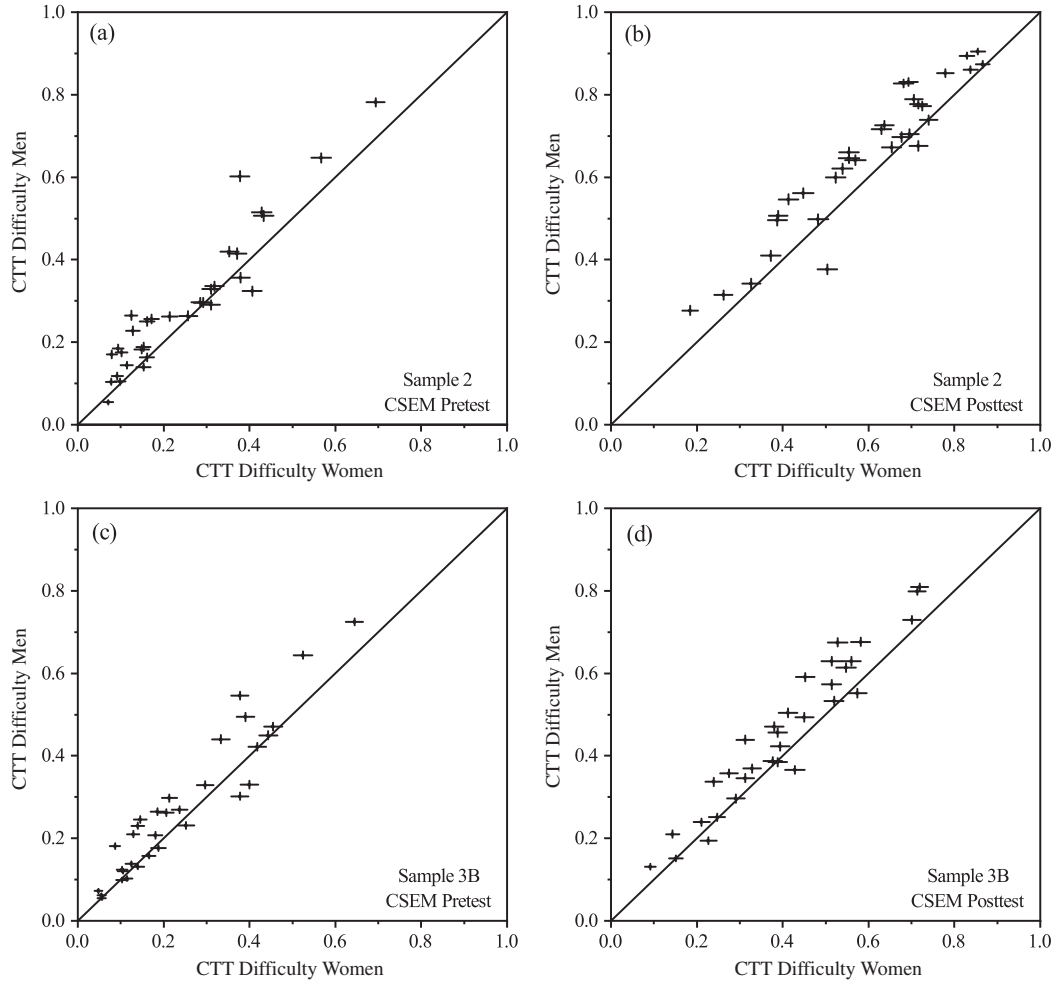 (a)
1.0
0.8
0.6
0.4
0.2
0.0
CTT Difficulty Men
Sample 2
CSEM Pretest
0.0 0.2 0.4 0.6 0.8 1.0
CTT Difficulty Women
(b)
1.0
0.8
0.6
0.4
0.2
0.0
CTT Difficulty Men
Sample 2
CSEM Posttest
0.0 0.2 0.4 0.6 0.8 1.0
CTT Difficulty Women
(c)
1.0
0.8
0.6
0.4
0.2
0.0
CTT Difficulty Men
Sample 3B
CSEM Pretest
0.0 0.2 0.4 0.6 0.8 1.0
CTT Difficulty Women
(d)
1.0
0.8
0.6
0.4
0.2
0.0
CTT Difficulty Men
Sample 3B
CSEM Posttest
0.0 0.2 0.4 0.6 0.8 1.0
CTT Difficulty Women